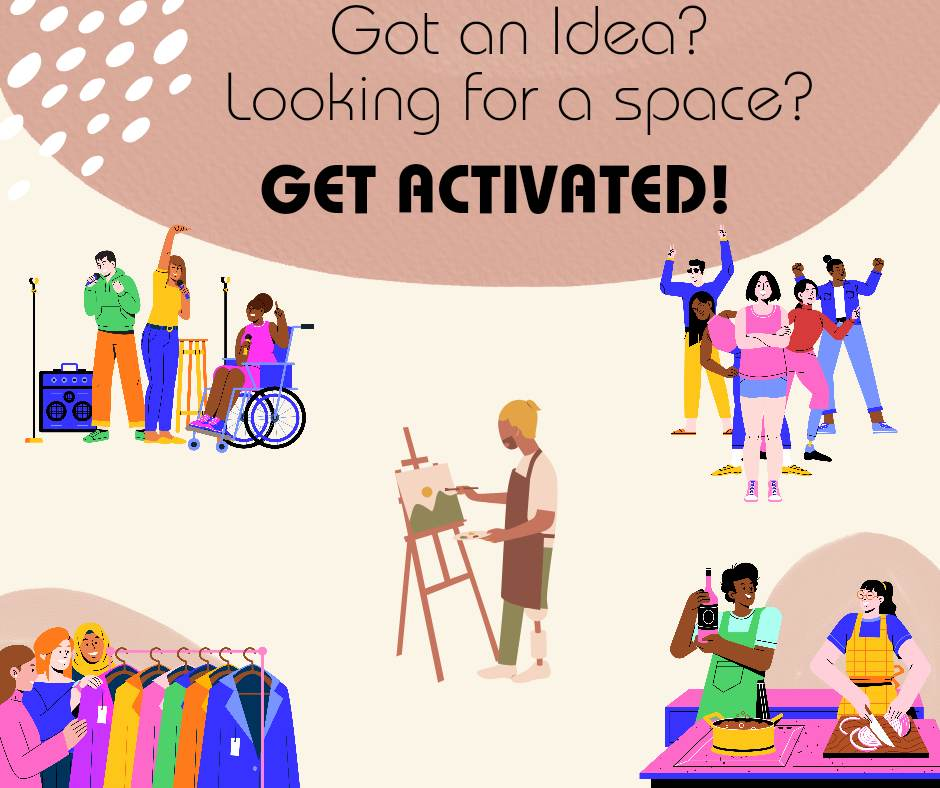 Got an Idea?
Looking for a space?
GET ACTIVATED!